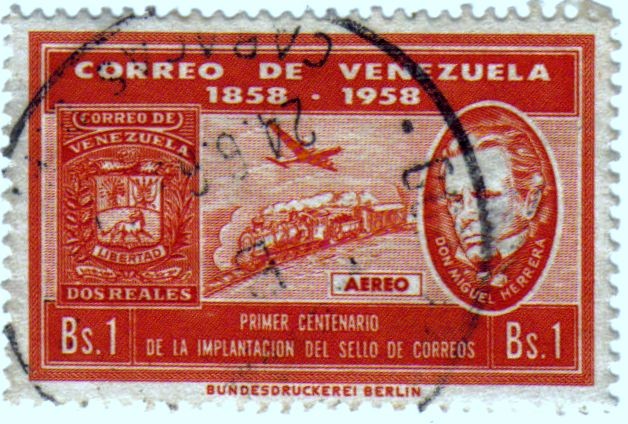 CORREO DE VENEZUELA
1858 - 1958
CORREO DE
VENEZUELA
LIBERTAD
DOS REALES
AEREO
DON MIGUEL HERRERA
Bs.1
PRIMER CENTENARIO
DE LA IMPLANTACION DEL SELLO DE CORREOS
Bs.1
BUNDESDRUCKEREI BERLIN
CARACAS